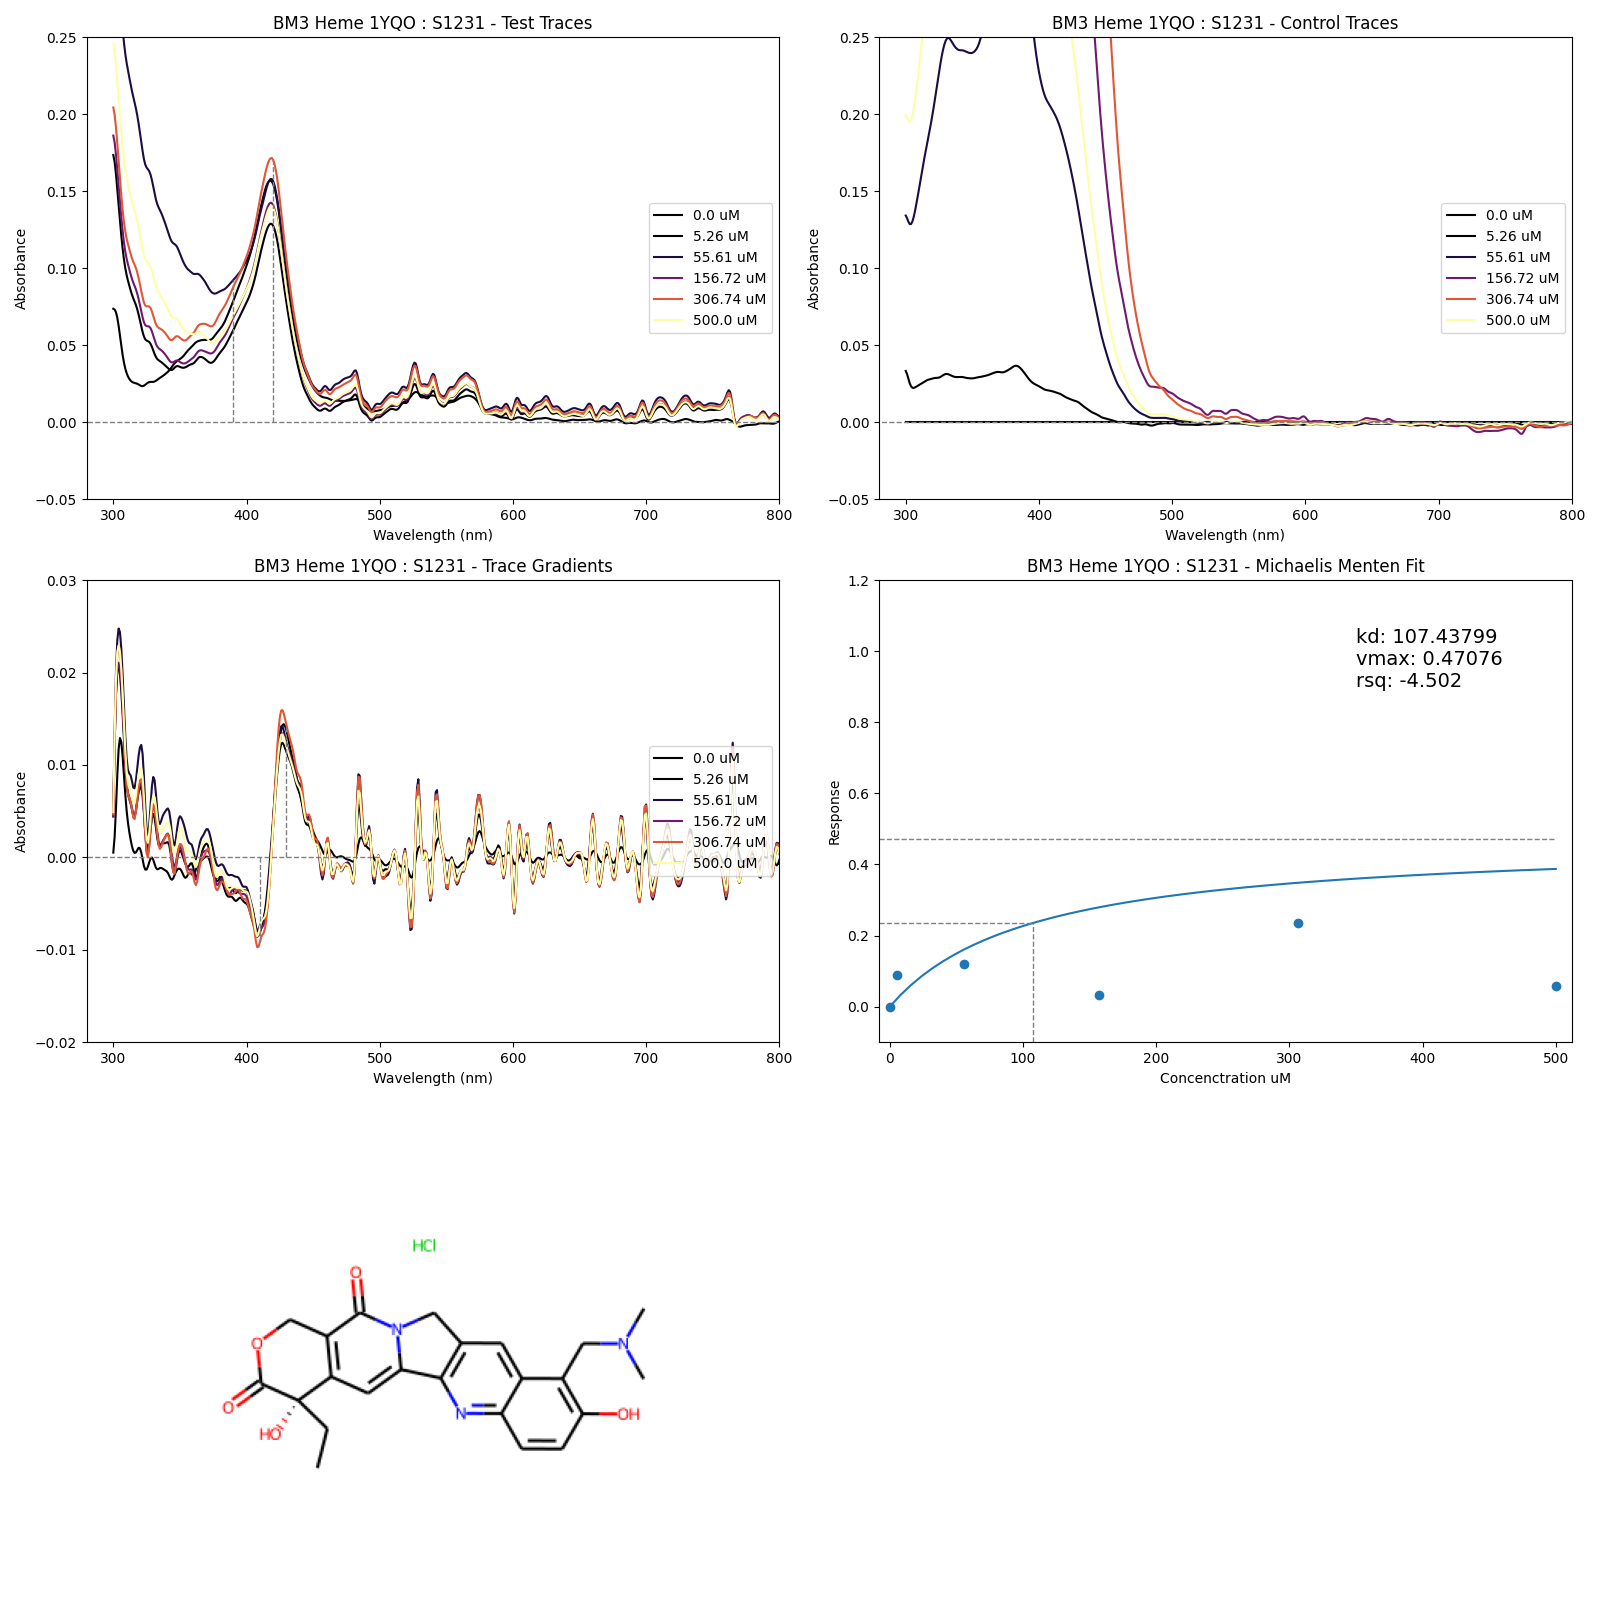 BM3 Heme 1YQO : S1231 - Test Traces
Absorbance
0.25
0.20
0.15
0.10
0.05
0.00
−0.05
300 400 500 600 700 800
Wavelength (nm)
0.0 uM
5.26 uM
55.61 uM
156.72 uM
306.74 uM
500.0 uM
BM3 Heme 1YQO : S1231 - Control Traces
Absorbance
0.25
0.20
0.15
0.10
0.05
0.00
−0.05
300 400 500 600 700 800
Wavelength (nm)
0.0 uM
5.26 uM
55.61 uM
156.72 uM
306.74 uM
500.0 uM
BM3 Heme 1YQO : S1231 - Trace Gradients
Absorbance
0.03
0.02
0.01
0.00
−0.01
−0.02
300 400 500 600 700 800
Wavelength (nm)
0.0 uM
5.26 uM
55.61 uM
156.72 uM
306.74 uM
500.0 uM
BM3 Heme 1YQO : S1231 - Michaelis Menten Fit
Response
1.2
1.0
0.8
0.6
0.4
0.2
0.0
0 100 200 300 400 500
Concenctration uM
kd: 107.43799
vmax: 0.47076
rsq: -4.502
HCl
O
N
O
N
O
N
OH
HO